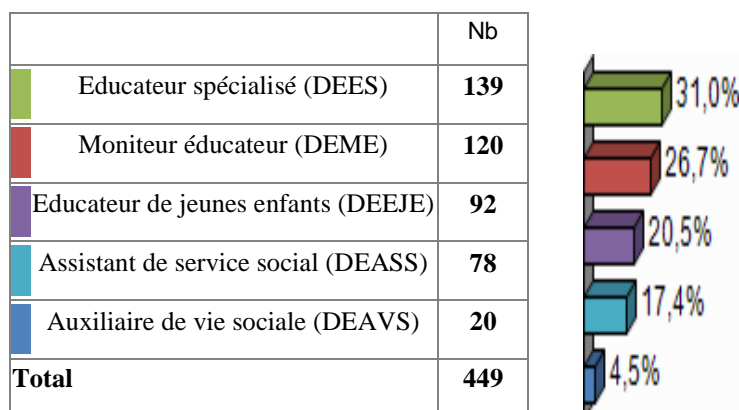 Nb
Educateur spécialisé (DEES) 139
Moniteur éducateur (DEME) 120
Educateur de jeunes enfants (DEEJE) 92
Assistant de service social (DEASS) 78
Auxiliaire de vie sociale (DEAVS) 20
Total 449
31,0%
26,7%
20,5%
17,4%
4,5%